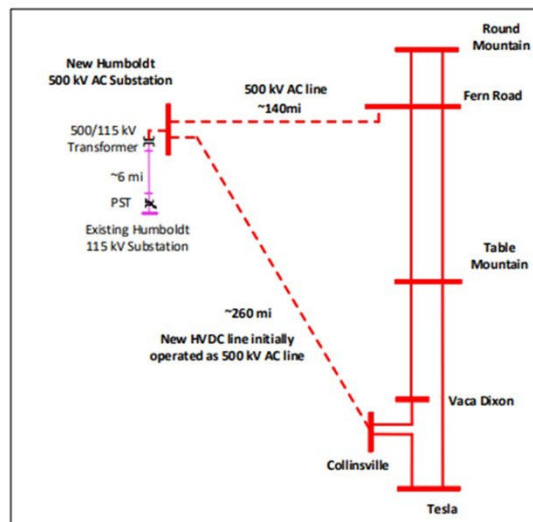 Round
Mountain
New Humboldt
500 kV AC Substation
500 kV AC line
~140mi
Fern Road
500/115 kV
Transformer
~6 mi
PST
Existing Humboldt
115 kV Substation
Table
Mountain
~260 mi
New HVDC line initially
operated as 500 kV AC line
Vaca Dixon
Collinsville
Tesla